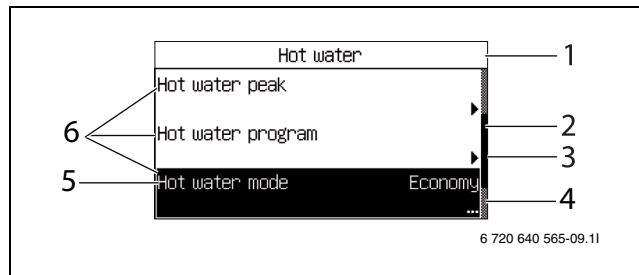 Hot water
1
Hot water peak
6
2
Hot water program
3
5
Hot water mode Economy
...
4
6 720 640 565-09.1I